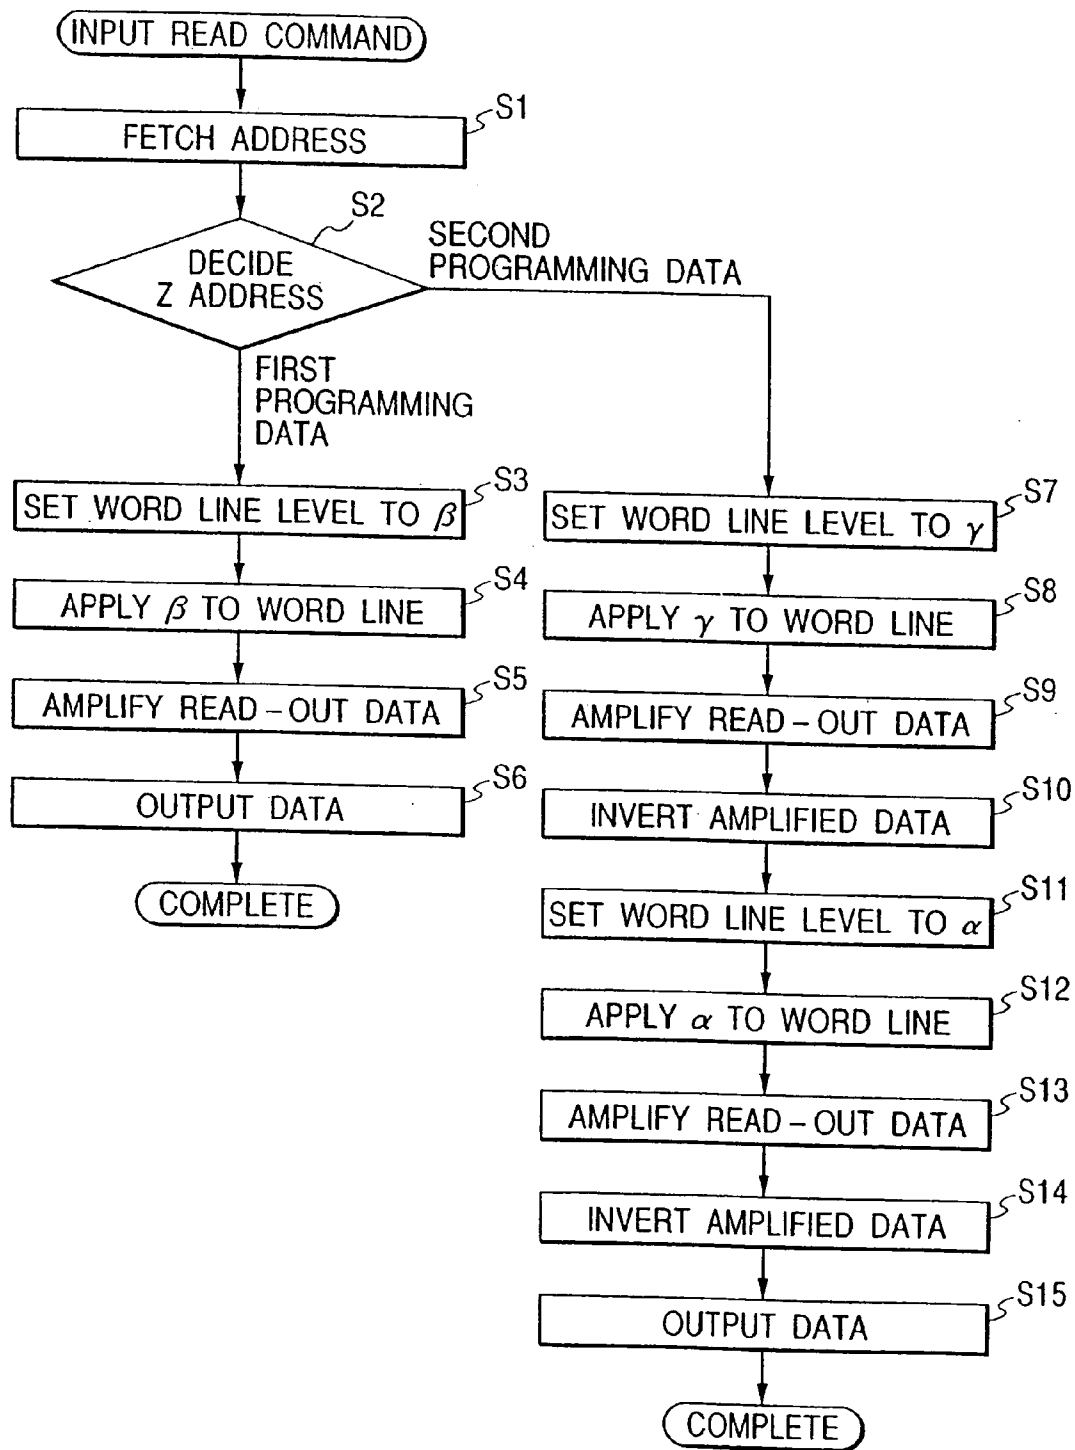 INPUT READ COMMAND
S1
FETCH ADDRESS
S2
DECIDE
Z ADDRESS
SECOND
PROGRAMMING DATA
FIRST
PROGRAMMING
DATA
S3
SET WORD LINE LEVEL TO β
S4
APPLY β TO WORD LINE
S5
AMPLIFY READ-OUT DATA
S6
OUTPUT DATA
COMPLETE
S7
SET WORD LINE LEVEL TO γ
S8
APPLY γ TO WORD LINE
S9
AMPLIFY READ-OUT DATA
S10
INVERT AMPLIFIED DATA
S11
SET WORD LINE LEVEL TO α
S12
APPLY α TO WORD LINE
S13
AMPLIFY READ-OUT DATA
S14
INVERT AMPLIFIED DATA
S15
OUTPUT DATA
COMPLETE